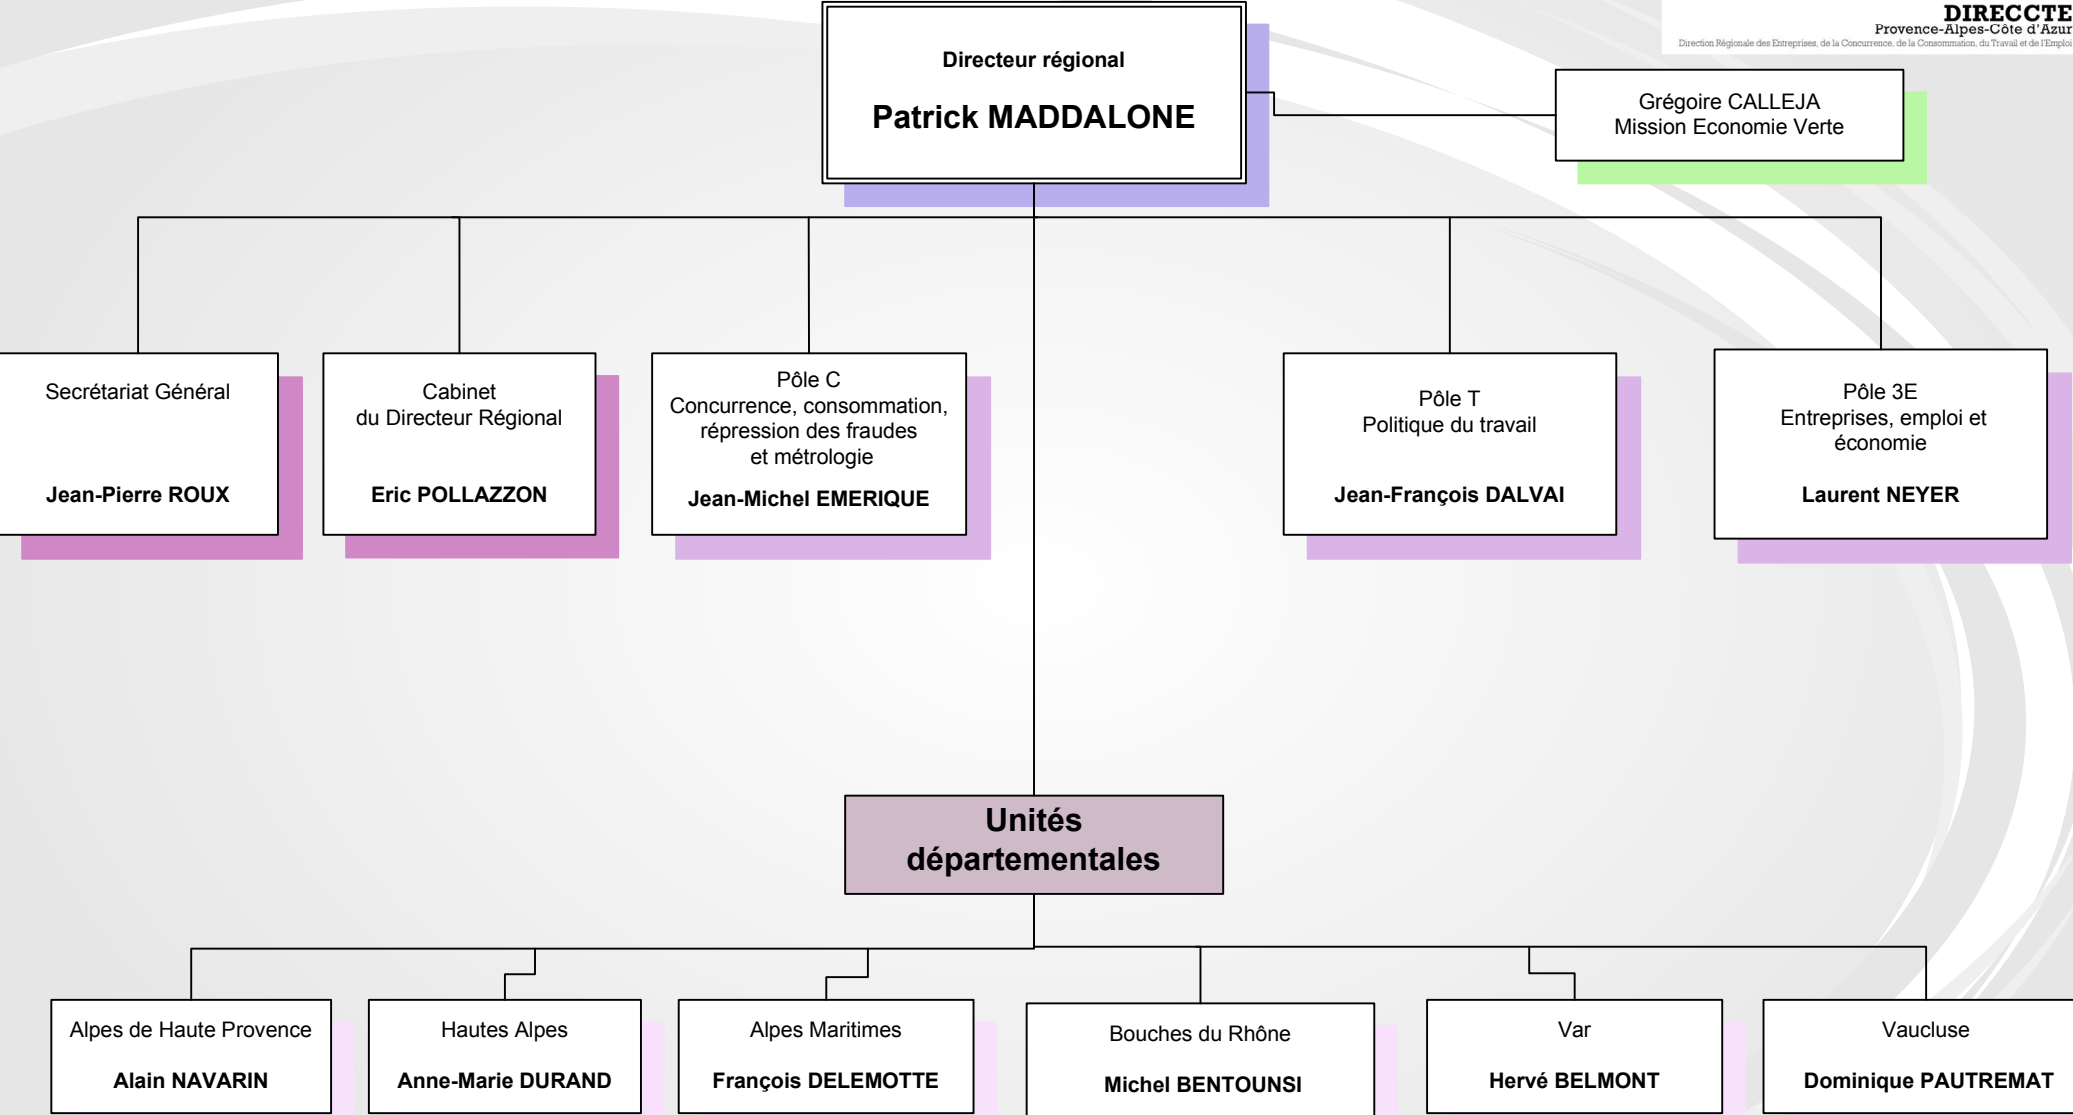 DIRECCTE
Provence-Alpes-Côte d'Azur
Direction Régionale des Entreprises, de la Concurrence, de la Consommation, du Travail et de l'Emploi
Directeur régional
Patrick MADDALONE
Grégoire CALLEJA
Mission Economie Verte
Secrétariat Général
Jean-Pierre ROUX
Cabinet
du Directeur Régional
Eric POLLAZZON
Pôle C
Concurrence, consommation,
répression des fraudes
et métrologie
Jean-Michel EMERIQUE
Pôle T
Politique du travail
Jean-François DALVAI
Pôle 3E
Entreprises, emploi et
économie
Laurent NEYER
Unités
départementales
Alpes de Haute Provence
Alain NAVARIN
Hautes Alpes
Anne-Marie DURAND
Alpes Maritimes
François DELEMOTTE
Bouches du Rhône
Michel BENTOUNSI
Var
Hervé BELMONT
Vaucluse
Dominique PAUTREMAT